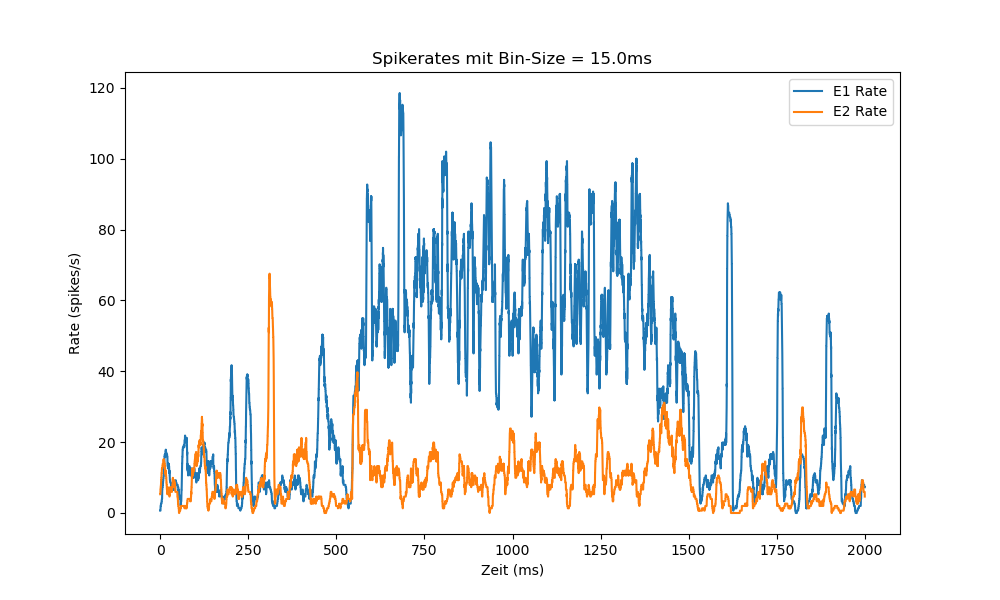 Spikerates mit Bin-Size = 15.0ms
E1 Rate
E2 Rate
120
100
80
60
40
20
0
Rate (spikes/s)
0 250 500 750 1000 1250 1500 1750 2000
Zeit (ms)